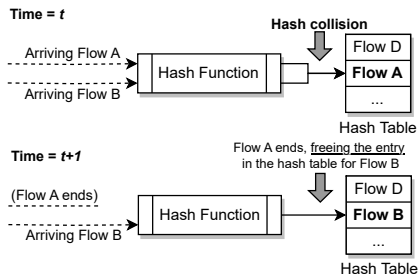 Time = t
Hash collision
Arriving Flow A
Arriving Flow B
Hash Function
Flow D
Flow A
...
Hash Table
Time = t+1
Flow A ends, freeing the entry
in the hash table for Flow B
(Flow A ends)
Arriving Flow B
Hash Function
Flow D
Flow B
...
Hash Table